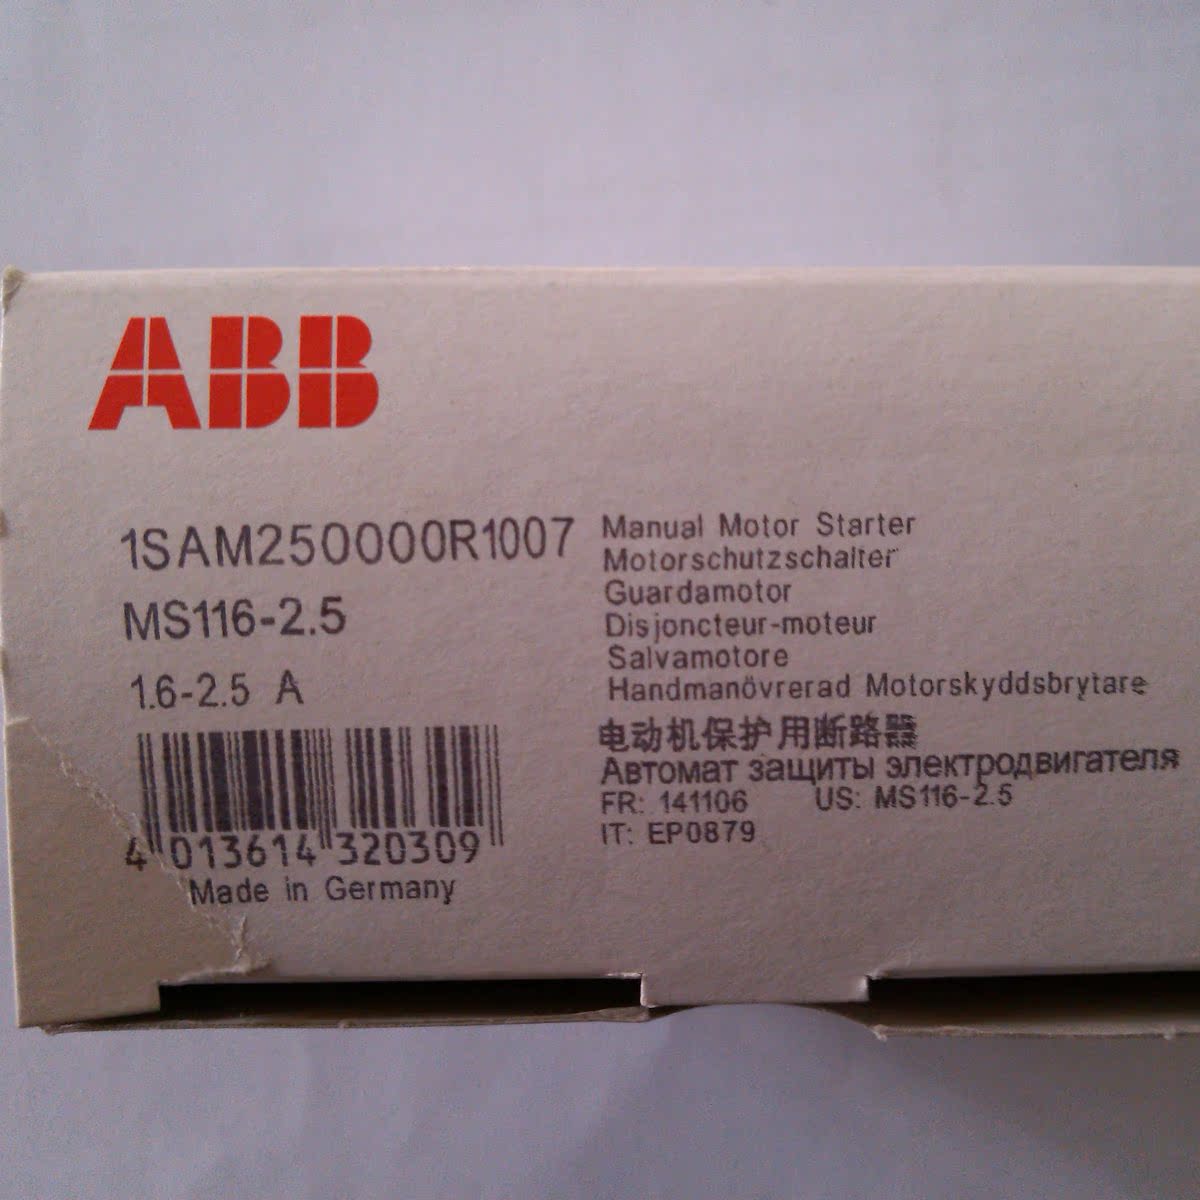 ABB
1SAM250000R1007
MS116-2.5
1.6-2.5 A
4 013614 320309
Made in Germany
Manual Motor Starter
Motorschutzschalter
Guardamotor
Disjoncteur-moteur
Salvamotore
Handmanövrerad Motorskyddsbrytare
电动机保护用断路器
Автомат защиты электродвигателя
FR: 141106 US: MS116-2.5
IT: EP0879